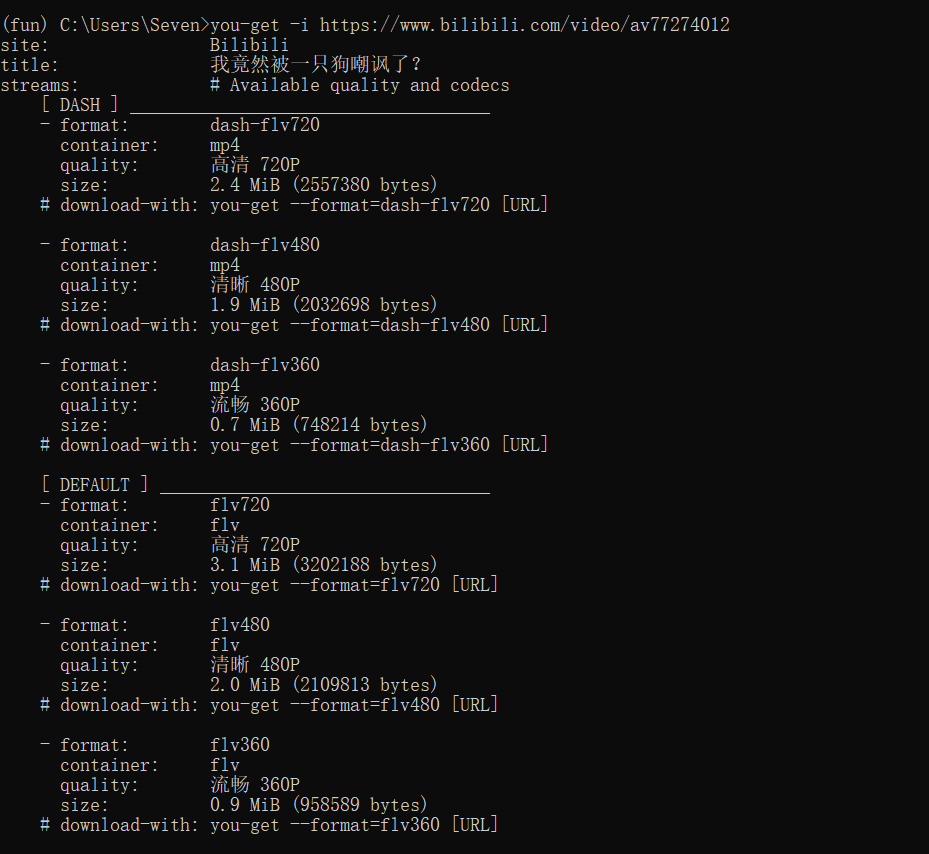 (fun) C:\Users\Seven>you-get -i https://www.bilibili.com/video/av77274012
site:                Bilibili
title:               我竟然被一只狗嘲讽了？
streams:             # Available quality and codecs
    [ DASH ] ____________________________________
    - format:        dash-flv720
      container:     mp4
      quality:       高清 720P
      size:          2.4 MiB (2557380 bytes)
    # download-with: you-get --format=dash-flv720 [URL]

    - format:        dash-flv480
      container:     mp4
      quality:       清晰 480P
      size:          1.9 MiB (2032698 bytes)
    # download-with: you-get --format=dash-flv480 [URL]

    - format:        dash-flv360
      container:     mp4
      quality:       流畅 360P
      size:          0.7 MiB (748214 bytes)
    # download-with: you-get --format=dash-flv360 [URL]

    [ DEFAULT ] _________________________________
    - format:        flv720
      container:     flv
      quality:       高清 720P
      size:          3.1 MiB (3202188 bytes)
    # download-with: you-get --format=flv720 [URL]

    - format:        flv480
      container:     flv
      quality:       清晰 480P
      size:          2.0 MiB (2109813 bytes)
    # download-with: you-get --format=flv480 [URL]

    - format:        flv360
      container:     flv
      quality:       流畅 360P
      size:          0.9 MiB (958589 bytes)
    # download-with: you-get --format=flv360 [URL]